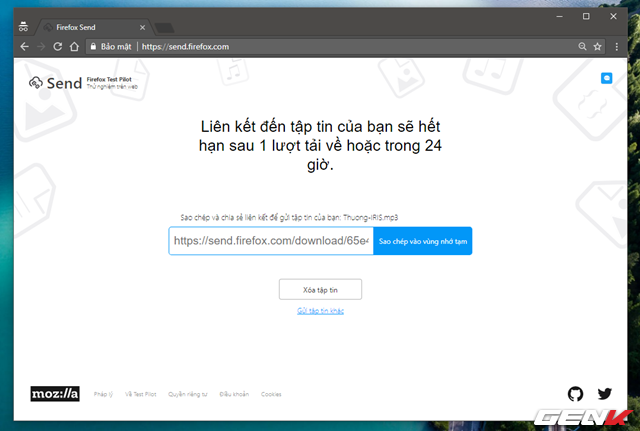 Firefox Send
Bảo mật
https://send.firefox.com
Send
Firefox Test Pilot
Thử nghiệm trên web
Liên kết đến tập tin của bạn sẽ hết
hạn sau 1 lượt tải về hoặc trong 24
giờ.
Sao chép và chia sẻ liên kết để gửi tập tin của bạn: Thuong-IRIS.mp3
https://send.firefox.com/download/65e4
Sao chép vào vùng nhớ tạm
Xóa tập tin
Gửi tập tin khác
moz://a
Pháp lý
Về Test Pilot
Quyền riêng tư
Điều khoản
Cookies
GENK